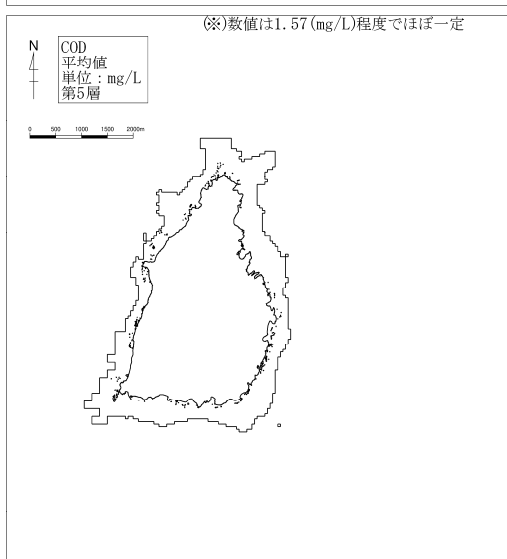 (※)数値は1.57(mg/L)程度でほぼ一定
N
COD
平均値
単位：mg/L
第5層
0 500 1000 1500 2000m